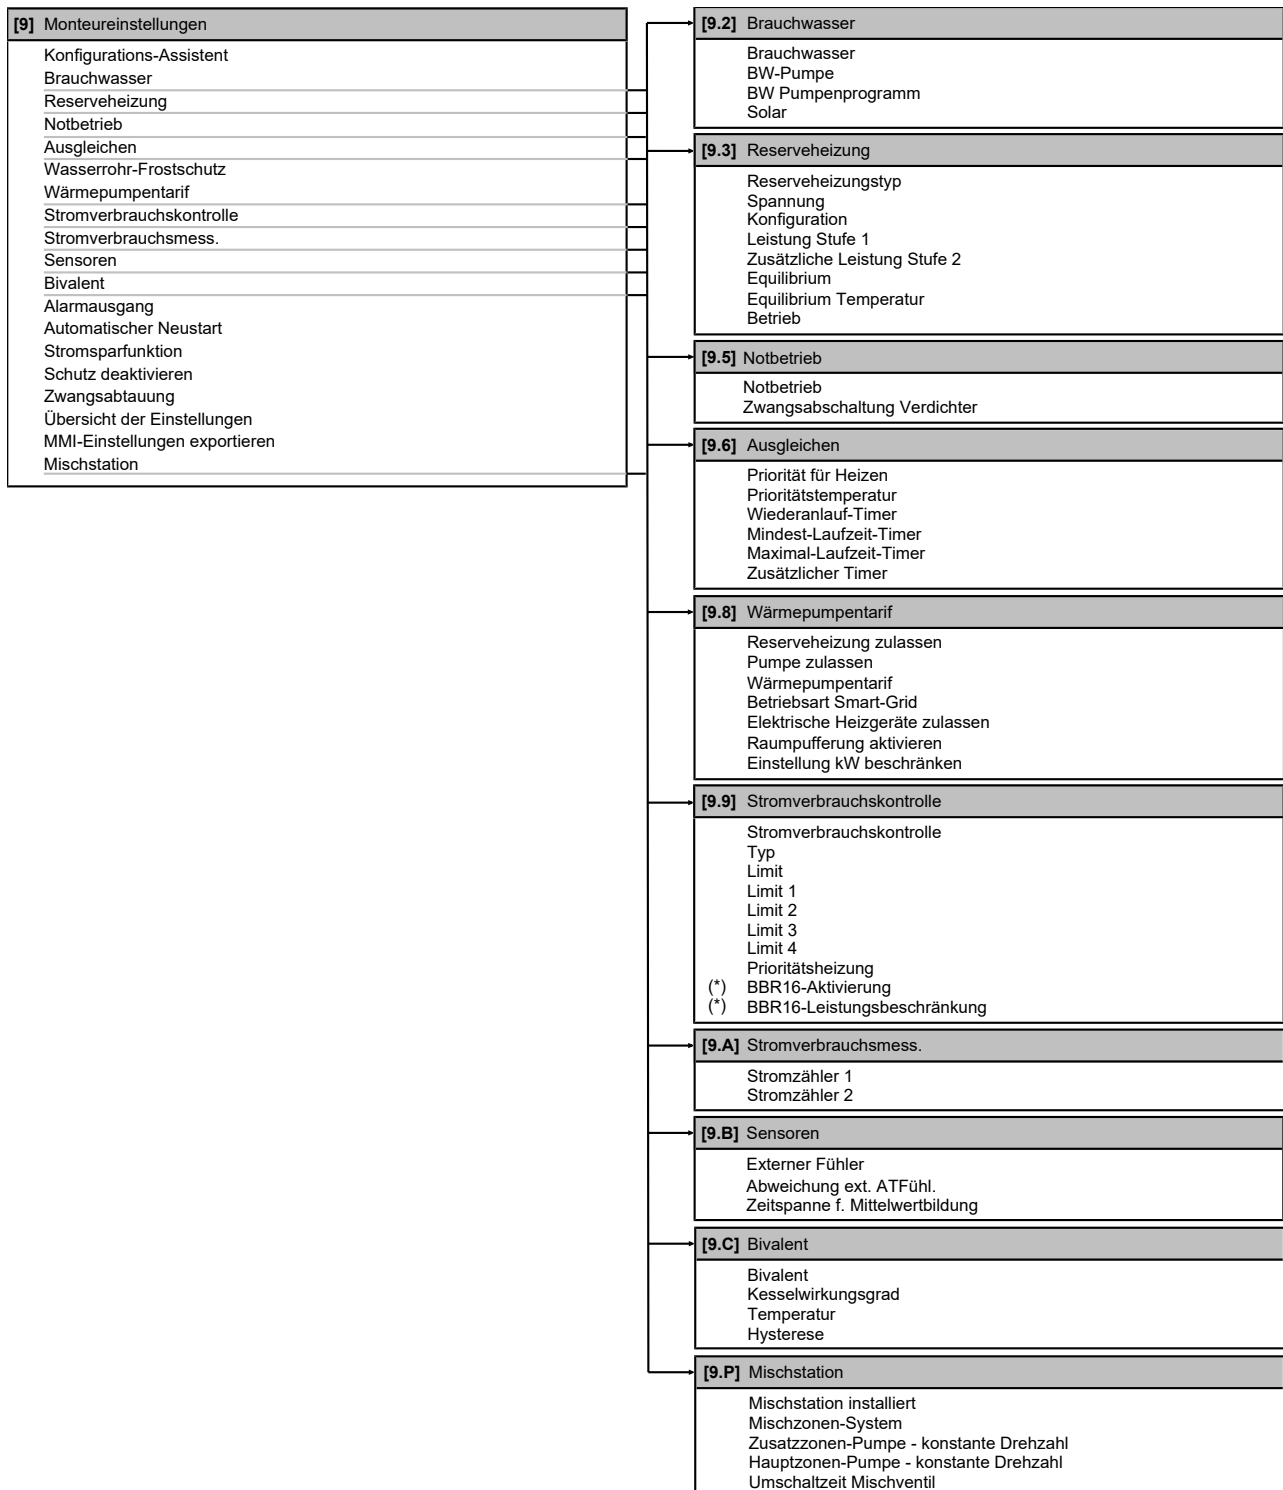 [9] Monteureinstellungen
Konfigurations-Assistent
Brauchwasser
Reserveheizung
Notbetrieb
Ausgleichen
Wasserrohr-Frostschutz
Wärmepumpentarif
Stromverbrauchskontrolle
Stromverbrauchsmess.
Sensoren
Bivalent
Alarmausgang
Automatischer Neustart
Stromsparfunktion
Schutz deaktivieren
Zwangsabtauung
Übersicht der Einstellungen
MMI-Einstellungen exportieren
Mischstation
[9.2] Brauchwasser
Brauchwasser
BW-Pumpe
BW Pumpenprogramm
Solar
[9.3] Reserveheizung
Reserveheizungstyp
Spannung
Konfiguration
Leistung Stufe 1
Zusätzliche Leistung Stufe 2
Equilibrium
Equilibrium Temperatur
Betrieb
[9.5] Notbetrieb
Notbetrieb
Zwangsabschaltung Verdichter
[9.6] Ausgleichen
Priorität für Heizen
Prioritätstemperatur
Wiederanlauf-Timer
Mindest-Laufzeit-Timer
Maximal-Laufzeit-Timer
Zusätzlicher Timer
[9.8] Wärmepumpentarif
Reserveheizung zulassen
Pumpe zulassen
Wärmepumpentarif
Betriebsart Smart-Grid
Elektrische Heizgeräte zulassen
Raumpufferung aktivieren
Einstellung kW beschränken
[9.9] Stromverbrauchskontrolle
Stromverbrauchskontrolle
Typ
Limit
Limit 1
Limit 2
Limit 3
Limit 4
Prioritätsheizung
(*) BBR16-Aktivierung
(*) BBR16-Leistungsbeschränkung
[9.A] Stromverbrauchsmess.
Stromzähler 1
Stromzähler 2
[9.B] Sensoren
Externer Fühler
Abweichung ext. ATFühl.
Zeitspanne f. Mittelwertbildung
[9.C] Bivalent
Bivalent
Kesselwirkungsgrad
Temperatur
Hysterese
[9.P] Mischstation
Mischstation installiert
Mischzonen-System
Zusatzzonen-Pumpe - konstante Drehzahl
Hauptzonen-Pumpe - konstante Drehzahl
Umschaltzeit Mischventil